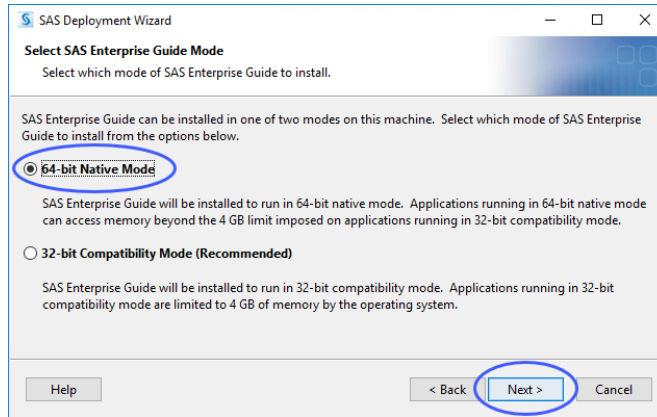 SAS Deployment Wizard
Select SAS Enterprise Guide Mode
Select which mode of SAS Enterprise Guide to install.
SAS Enterprise Guide can be installed in one of two modes on this machine.  Select which mode of SAS Enterprise
Guide to install from the options below.
64-bit Native Mode
SAS Enterprise Guide will be installed to run in 64-bit native mode.  Applications running in 64-bit native mode
can access memory beyond the 4 GB limit imposed on applications running in 32-bit compatibility mode.
32-bit Compatibility Mode (Recommended)
SAS Enterprise Guide will be installed to run in 32-bit compatibility mode.  Applications running in 32-bit
compatibility mode are limited to 4 GB of memory by the operating system.
Help < Back Next > Cancel